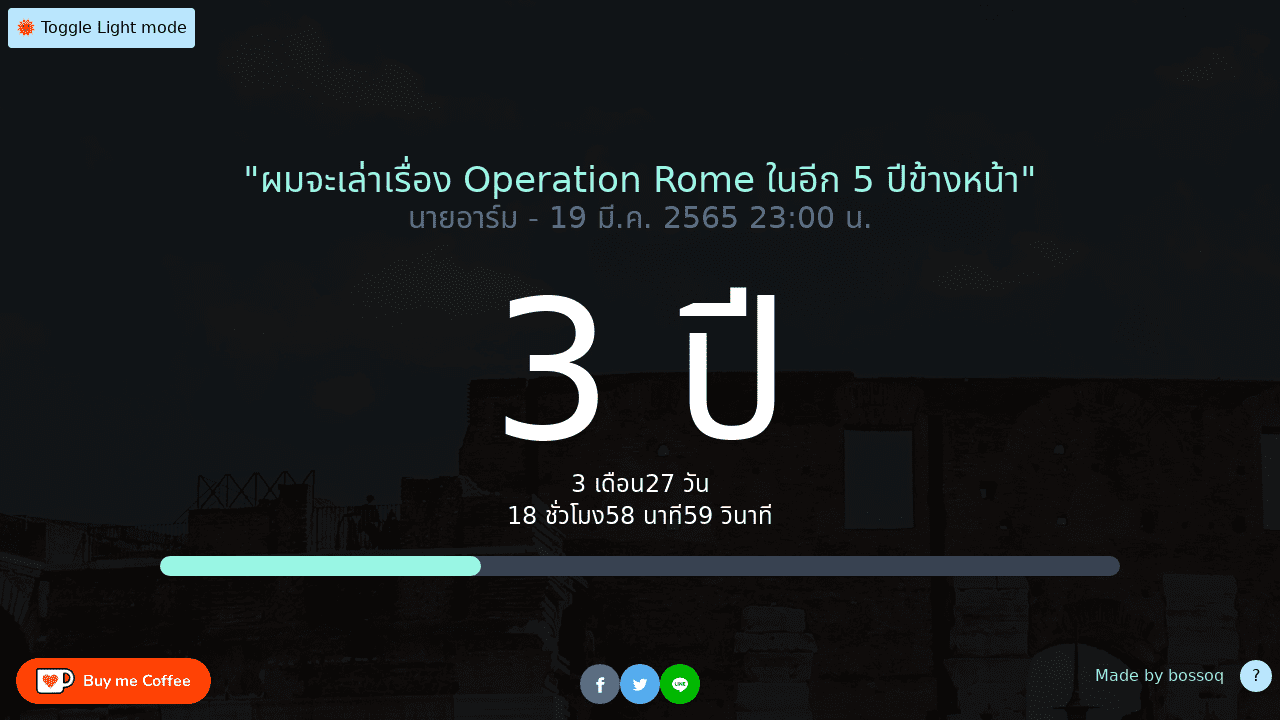 Toggle Light mode
"ผมจะเล่าเรื่อง Operation Rome ในอีก 5 ปีข้างหน้า"
นายอาร์ม - 19 มี.ค. 2565 23:00 น.
3 ปี
3 เดือน27 วัน
18 ชั่วโมง58 นาที59 วินาที
Buy me Coffee
LINE
Made by bossoq
?